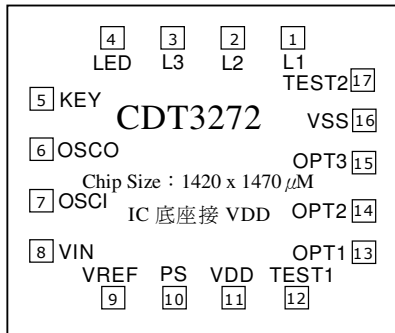 4 3 2 1
LED L3 L2 L1
TEST2 17
5 KEY
CDT3272
VSS 16
6 OSCO
OPT3 15
Chip Size：1420 x 1470 μM
7 OSCI
IC 底座接 VDD
OPT2 14
8 VIN
OPT1 13
VREF PS VDD TEST1
9 10 11 12